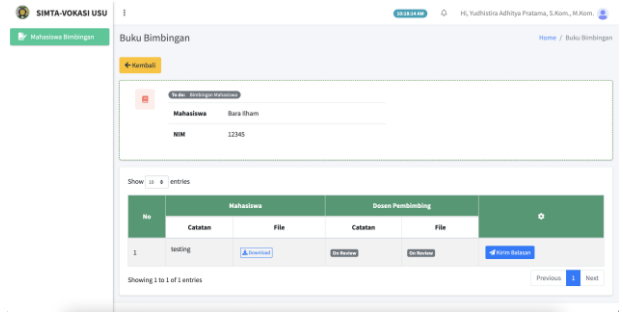 SIMTA-VOKASI USU
10:18:14 AM
Hi, Yudhistira Adhitya Pratama, S.Kom., M.Kom.
Mahasiswa Bimbingan
Buku Bimbingan
Home / Buku Bimbingan
Kembali
To do: Bimbingan Mahasiswa
Mahasiswa Bara Ilham
NIM 12345
Show 10 entries
No Mahasiswa Dosen Pembimbing
Catatan File Catatan File
1 testing Download On Review On Review Kirim Balasan
Showing 1 to 1 of 1 entries
Previous 1 Next